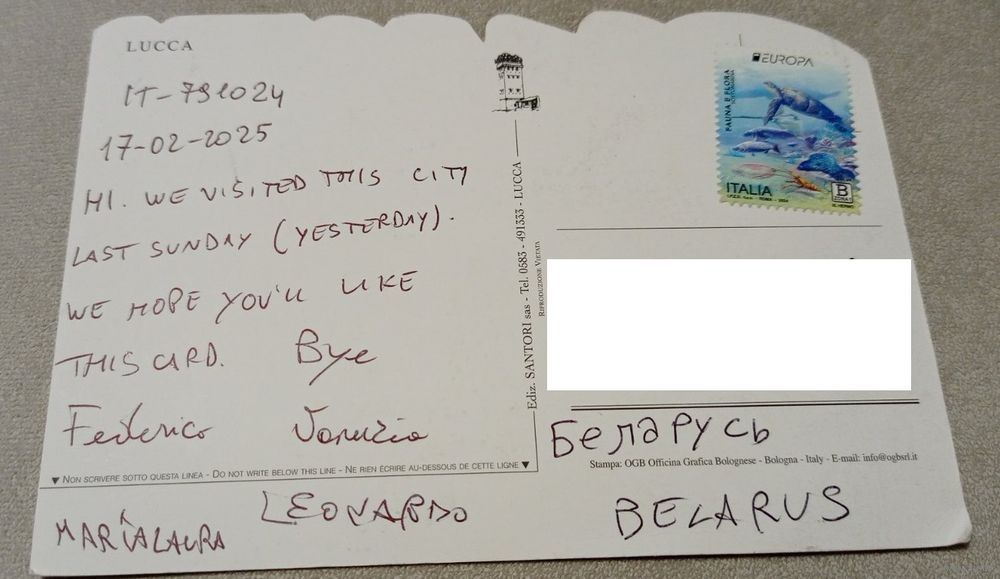 LUCCA
IT-791024
17-02-2025
HI. WE VISITED THIS CITY
LAST SUNDAY (YESTERDAY).
WE HOPE YOU'LL LIKE
THIS CARD. Bye
Federico
▼ NON SCRIVERE SOTTO QUESTA LINEA - DO NOT WRITE BELOW THIS LINE - NE RIEN ÉCRIRE AU-DESSOUS DE CETTE LIGNE ▼
MARIALAURA LEONARDO
Ediz. SANTORI sas - Tel. 0583 - 491333 - LUCCA
RIPRODUZIONE VIETATA
EUROPA
FAUNA E FLORA
SOTTOMARINA
ITALIA
B
ZONA 1
Беларусь
Stampa: OGB Officina Grafica Bolognese - Bologna - Italy - E-mail: info@ogbsrl.it
BELARUS